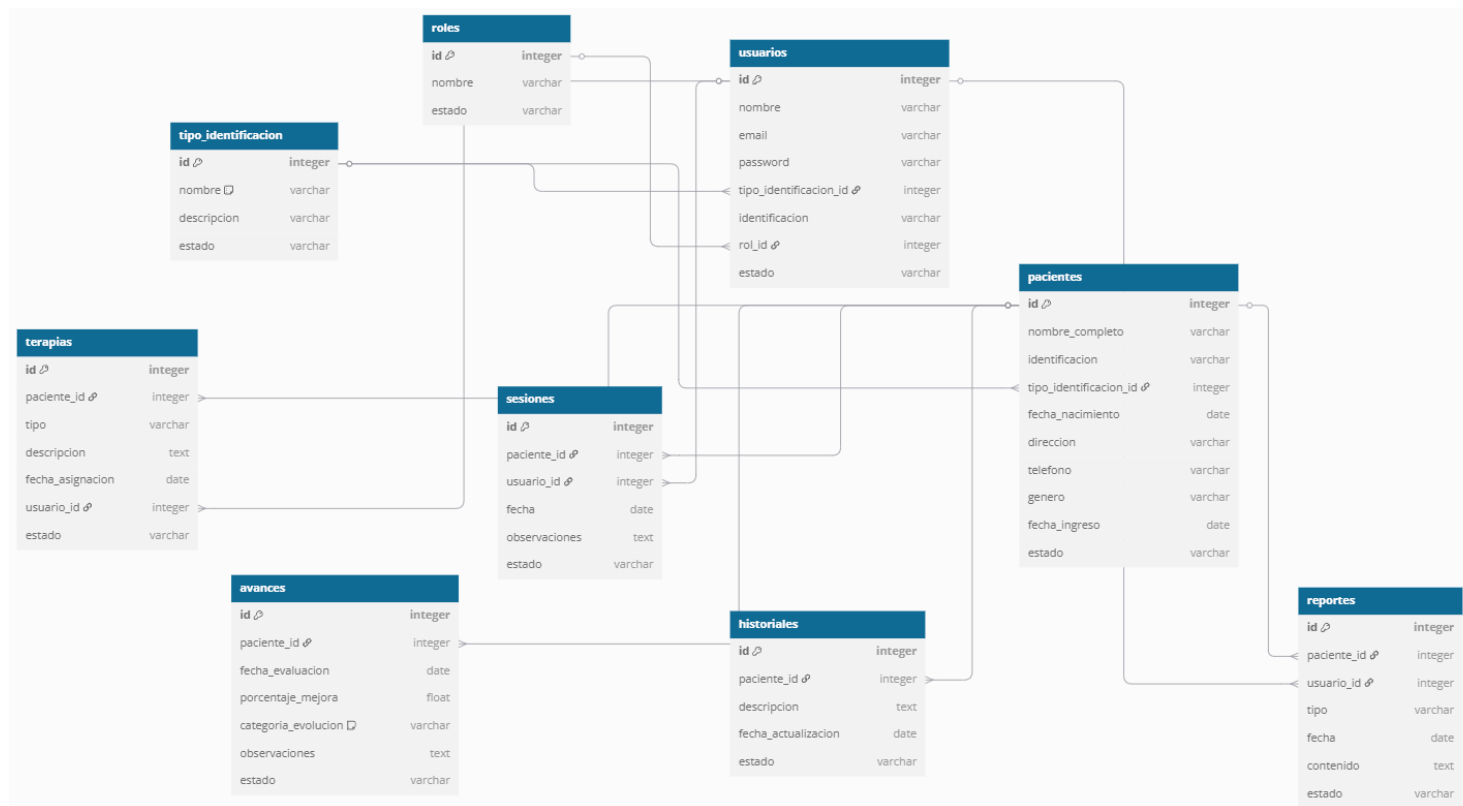 roles
id integer
nombre varchar
estado varchar
usuarios
id integer
nombre varchar
email varchar
password varchar
tipo_identificacion_id integer
identificacion varchar
rol_id integer
estado varchar
tipo_identificacion
id integer
nombre varchar
descripcion varchar
estado varchar
pacientes
id integer
nombre_completo varchar
identificacion varchar
tipo_identificacion_id integer
fecha_nacimiento date
direccion varchar
telefono varchar
genero varchar
fecha_ingreso date
estado varchar
terapias
id integer
paciente_id integer
tipo varchar
descripcion text
fecha_asignacion date
usuario_id integer
estado varchar
sesiones
id integer
paciente_id integer
usuario_id integer
fecha date
observaciones text
estado varchar
avances
id integer
paciente_id integer
fecha_evaluacion date
porcentaje_mejora float
categoria_evolucion varchar
observaciones text
estado varchar
historiales
id integer
paciente_id integer
descripcion text
fecha_actualizacion date
estado varchar
reportes
id integer
paciente_id integer
usuario_id integer
tipo varchar
fecha date
contenido text
estado varchar